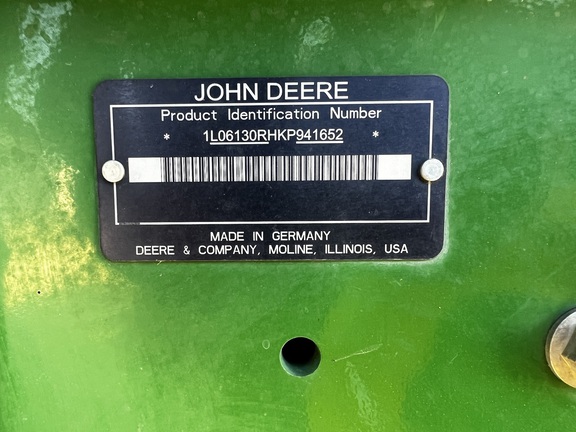 JOHN DEERE
Product Identification Number
* 1L06130RHKP941652 *
MADE IN GERMANY
DEERE & COMPANY, MOLINE, ILLINOIS, USA